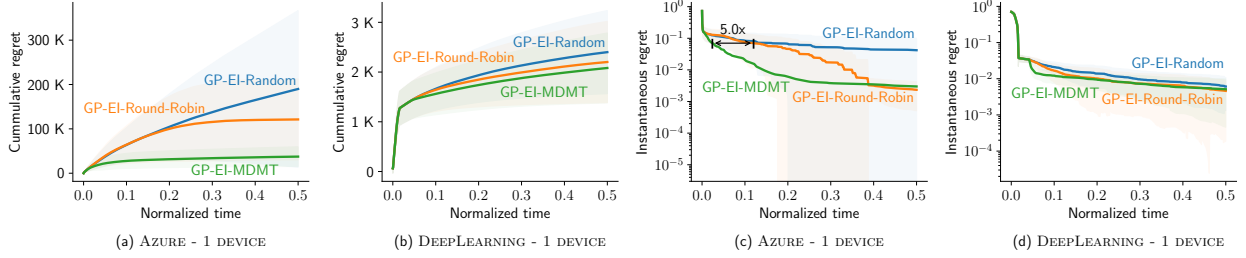 Cummulative regret
300 K
200 K
100 K
0
GP-EI-Random
GP-EI-Round-Robin
GP-EI-MDMT
0.0 0.1 0.2 0.3 0.4 0.5
Normalized time
(a) Azure - 1 device
Cummulative regret
3 K
2 K
1 K
0
GP-EI-Random
GP-EI-Round-Robin
GP-EI-MDMT
0.0 0.1 0.2 0.3 0.4 0.5
Normalized time
(b) DeepLearning - 1 device
Instantaneous regret
10⁰
10⁻¹
10⁻²
10⁻³
10⁻⁴
10⁻⁵
5.0x
GP-EI-Random
GP-EI-MDMT
GP-EI-Round-Robin
0.0 0.1 0.2 0.3 0.4 0.5
Normalized time
(c) Azure - 1 device
Instantaneous regret
10⁰
10⁻¹
10⁻²
10⁻³
10⁻⁴
GP-EI-Random
GP-EI-MDMT
GP-EI-Round-Robin
0.0 0.1 0.2 0.3 0.4 0.5
Normalized time
(d) DeepLearning - 1 device